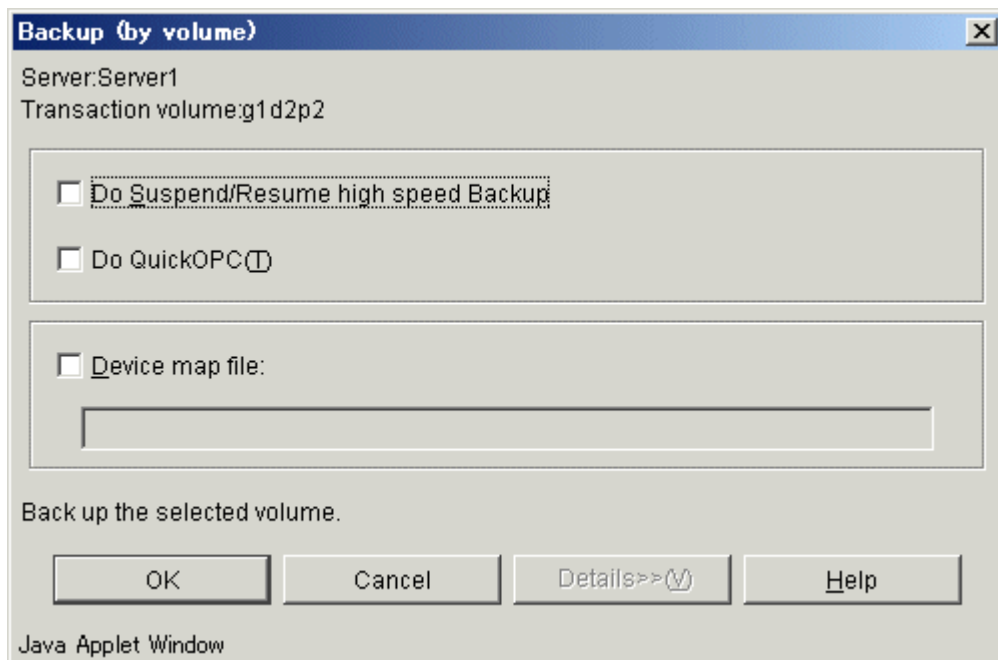 Backup (by volume)
Server:Server1
Transaction volume:g1d2p2
Do Suspend/Resume high speed Backup
Do QuickOPC(T)
Device map file:
Back up the selected volume.
OK
Cancel
Details>>(V)
Help
Java Applet Window